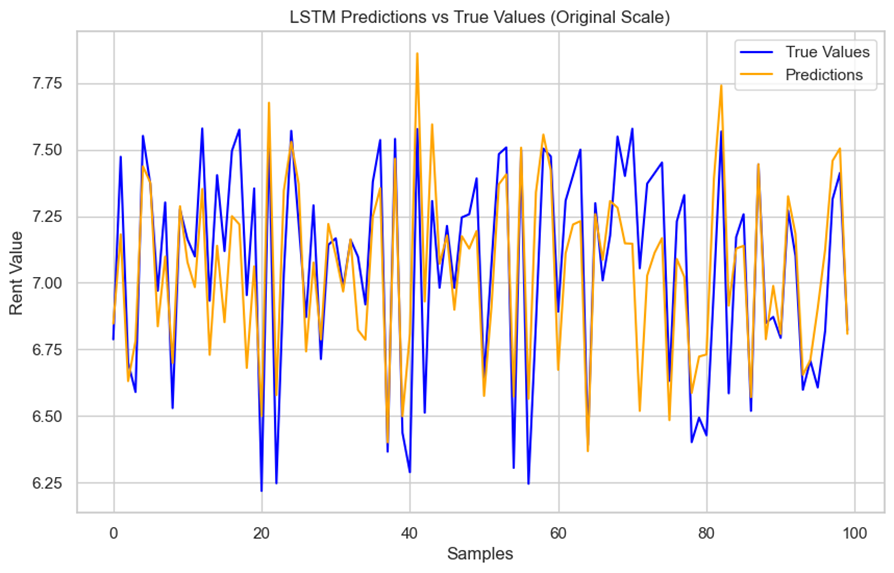 LSTM Predictions vs True Values (Original Scale)
True Values
Predictions
Rent Value
7.75
7.50
7.25
7.00
6.75
6.50
6.25
0 20 40 60 80 100
Samples